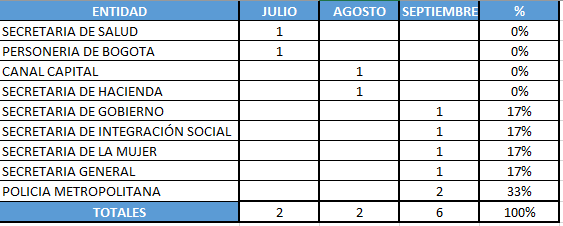 ENTIDAD JULIO AGOSTO SEPTIEMBRE %
SECRETARIA DE SALUD 1 0%
PERSONERIA DE BOGOTA 1 0%
CANAL CAPITAL 1 0%
SECRETARIA DE HACIENDA 1 0%
SECRETARIA DE GOBIERNO 1 17%
SECRETARIA DE INTEGRACIÓN SOCIAL 1 17%
SECRETARIA DE LA MUJER 1 17%
SECRETARIA GENERAL 1 17%
POLICIA METROPOLITANA 2 33%
TOTALES 2 2 6 100%